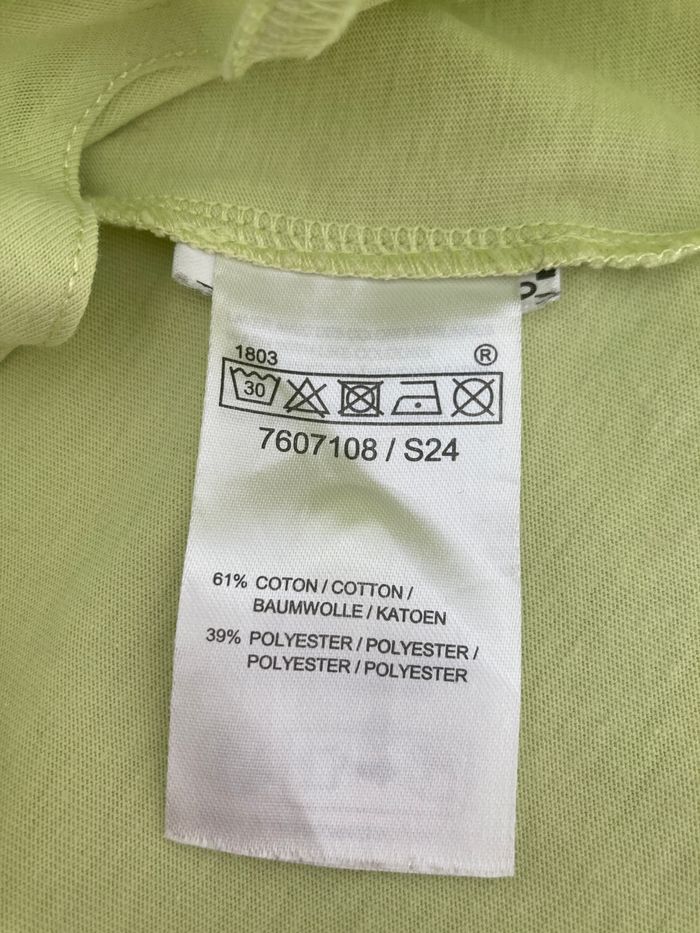 1803 ®
30
7607108 / S24
61% COTON / COTTON /
BAUMWOLLE / KATOEN
39% POLYESTER / POLYESTER /
POLYESTER / POLYESTER